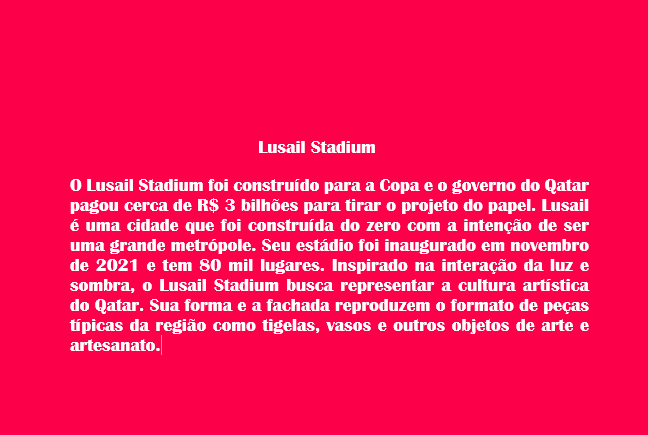 Lusail Stadium
O Lusail Stadium foi construído para a Copa e o governo do Qatar
pagou cerca de R$ 3 bilhões para tirar o projeto do papel. Lusail
é uma cidade que foi construída do zero com a intenção de ser
uma grande metrópole. Seu estádio foi inaugurado em novembro
de 2021 e tem 80 mil lugares. Inspirado na interação da luz e
sombra, o Lusail Stadium busca representar a cultura artística
do Qatar. Sua forma e a fachada reproduzem o formato de peças
típicas da região como tigelas, vasos e outros objetos de arte e
artesanato.